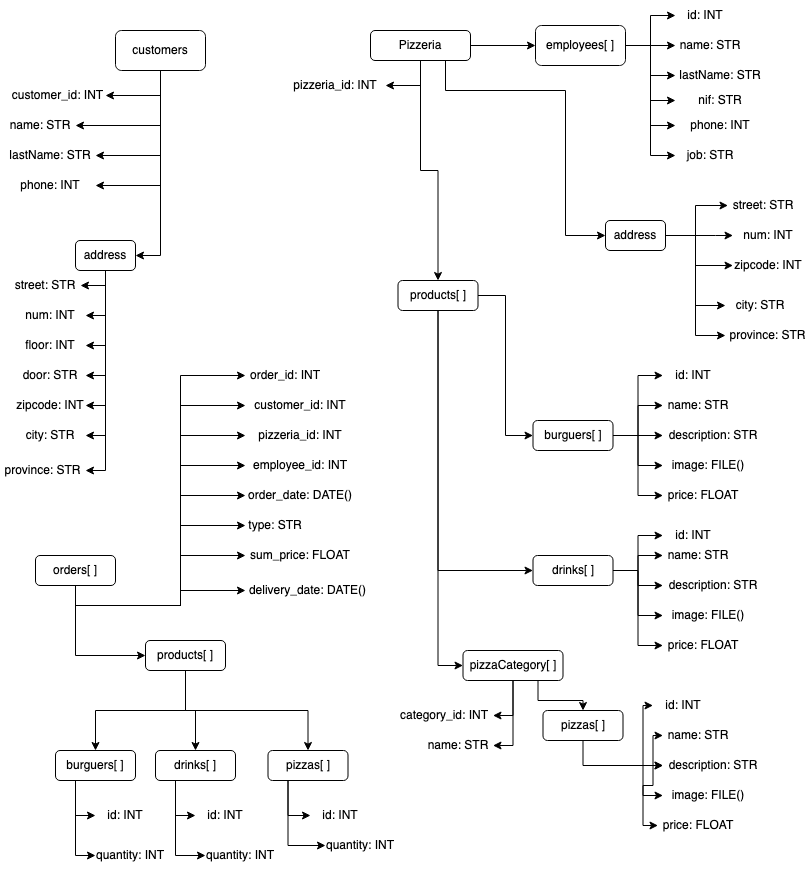 customers
customer_id: INT
name: STR
lastName: STR
phone: INT
address
street: STR
num: INT
floor: INT
door: STR
zipcode: INT
city: STR
province: STR
Pizzeria
pizzeria_id: INT
employees[ ]
id: INT
name: STR
lastName: STR
nif: STR
phone: INT
job: STR
address
street: STR
num: INT
zipcode: INT
city: STR
province: STR
products[ ]
burguers[ ]
id: INT
name: STR
description: STR
image: FILE()
price: FLOAT
drinks[ ]
id: INT
name: STR
description: STR
image: FILE()
price: FLOAT
pizzaCategory[ ]
category_id: INT
name: STR
pizzas[ ]
id: INT
name: STR
description: STR
image: FILE()
price: FLOAT
orders[ ]
order_id: INT
customer_id: INT
pizzeria_id: INT
employee_id: INT
order_date: DATE()
type: STR
sum_price: FLOAT
delivery_date: DATE()
products[ ]
burguers[ ]
id: INT
quantity: INT
drinks[ ]
id: INT
quantity: INT
pizzas[ ]
id: INT
quantity: INT